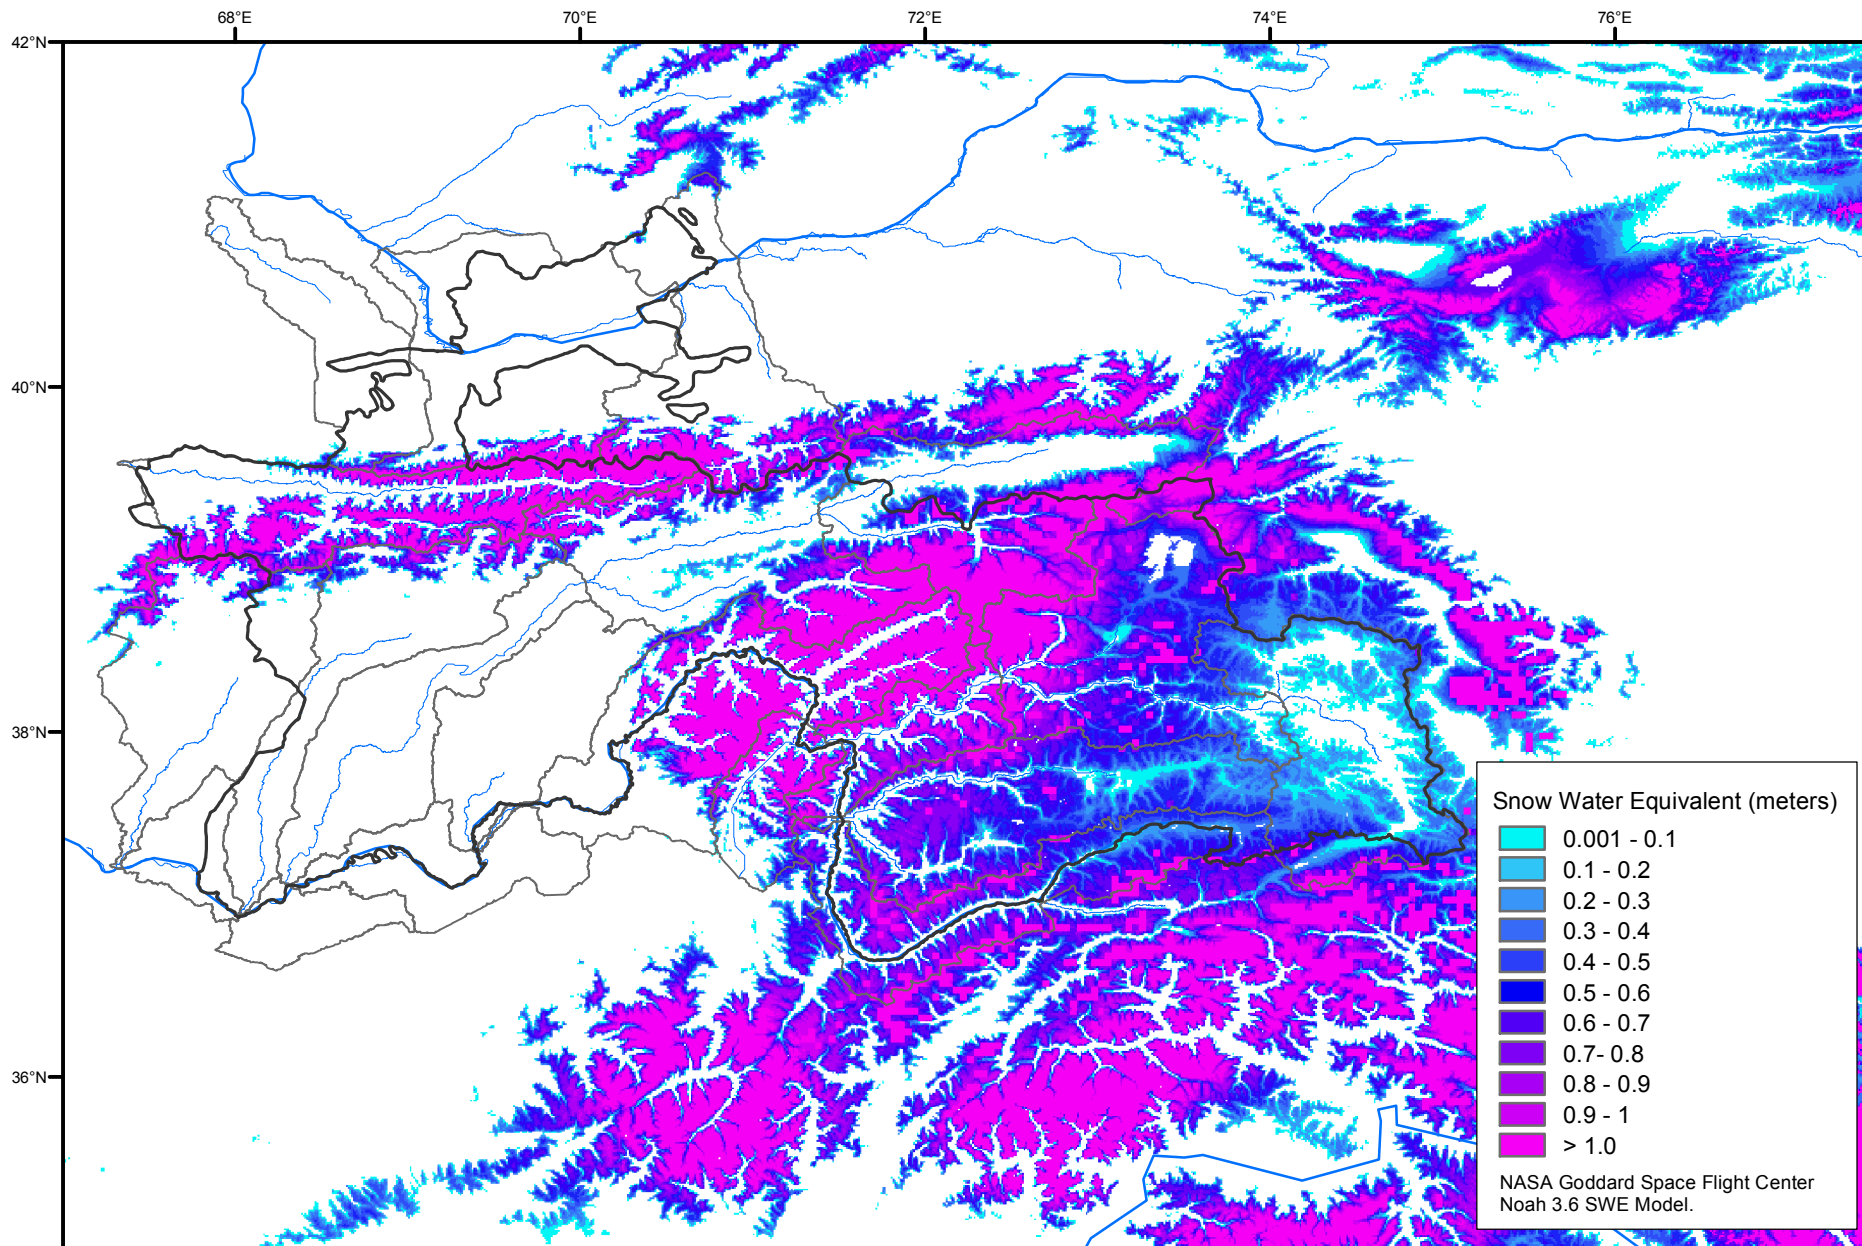 68°E
70°E
72°E
74°E
76°E
42°N
40°N
38°N
36°N
Snow Water Equivalent (meters)
0.001 - 0.1
0.1 - 0.2
0.2 - 0.3
0.3 - 0.4
0.4 - 0.5
0.5 - 0.6
0.6 - 0.7
0.7- 0.8
0.8 - 0.9
0.9 - 1
> 1.0
NASA Goddard Space Flight Center
Noah 3.6 SWE Model.